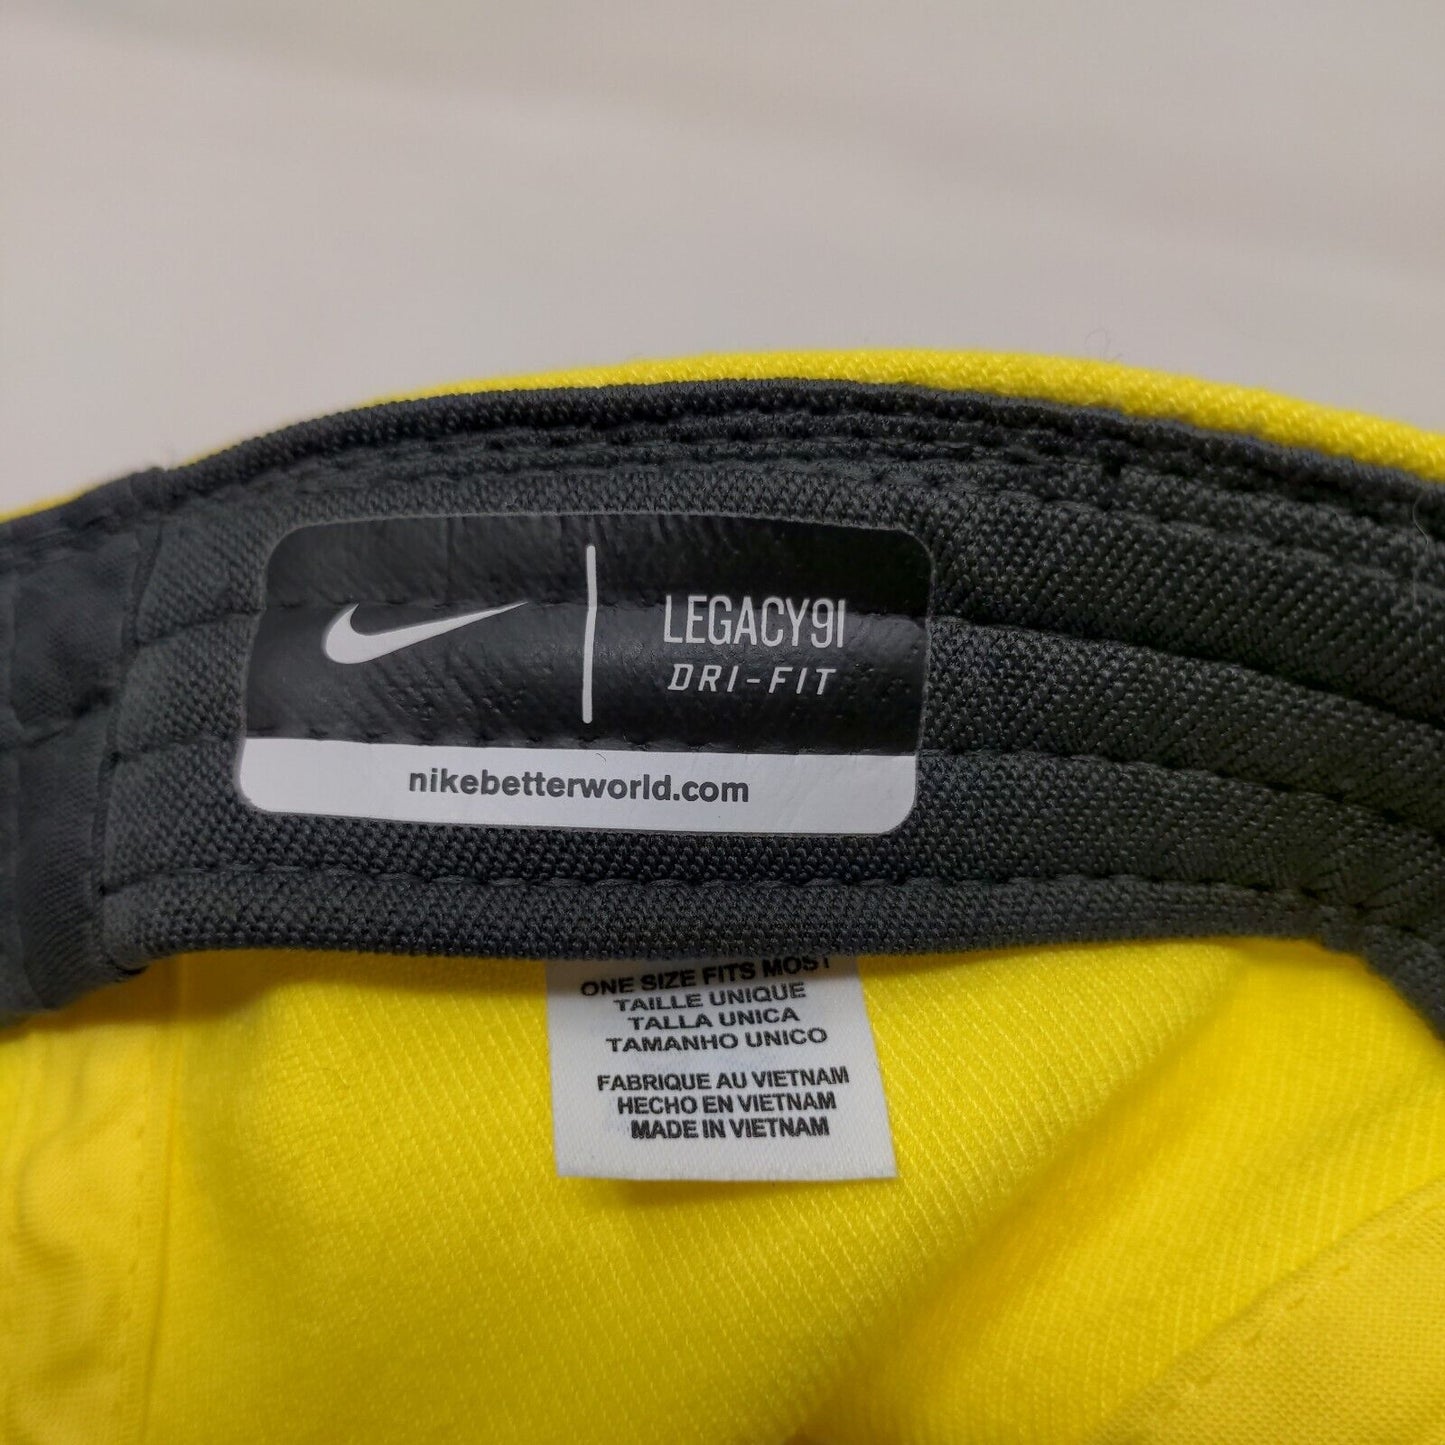 LEGACY91
DRI-FIT
nikebetterworld.com
ONE SIZE FITS MOST
TAILLE UNIQUE
TALLA UNICA
TAMANHO UNICO
FABRIQUE AU VIETNAM
HECHO EN VIETNAM
MADE IN VIETNAM